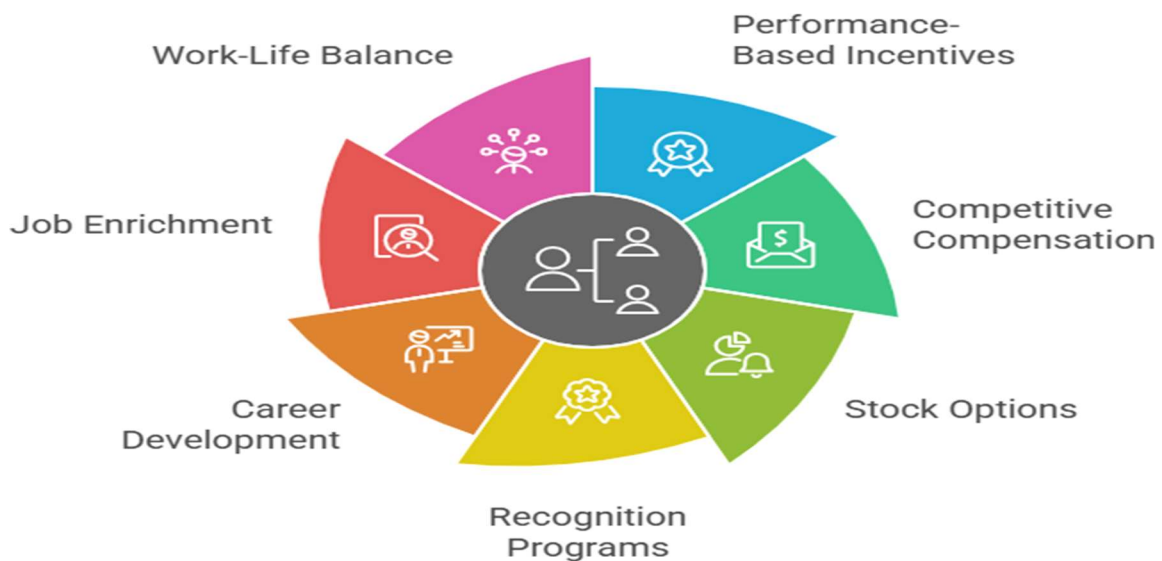 Performance-
Based Incentives
Work-Life Balance
Competitive
Compensation
Job Enrichment
Stock Options
Career
Development
Recognition
Programs
$